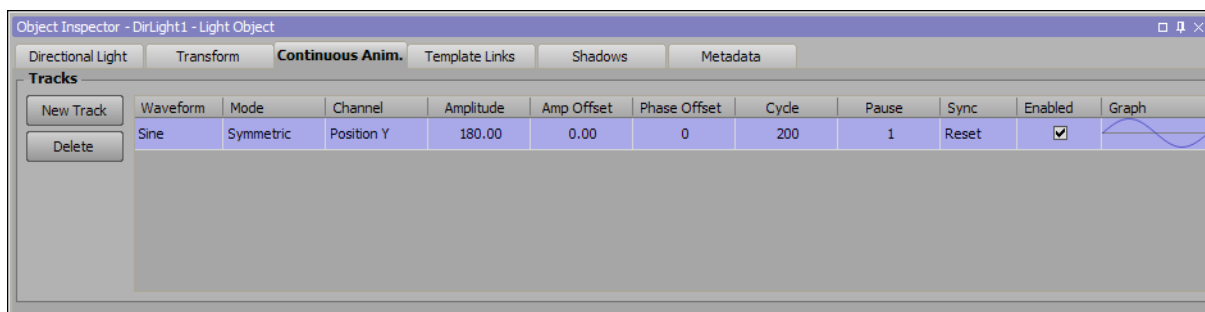 Object Inspector - DirLight1 - Light Object
Directional Light Transform Continuous Anim. Template Links Shadows Metadata
Tracks
New Track
Delete
Waveform Mode Channel Amplitude Amp Offset Phase Offset Cycle Pause Sync Enabled Graph
Sine Symmetric Position Y 180.00 0.00 0 200 1 Reset